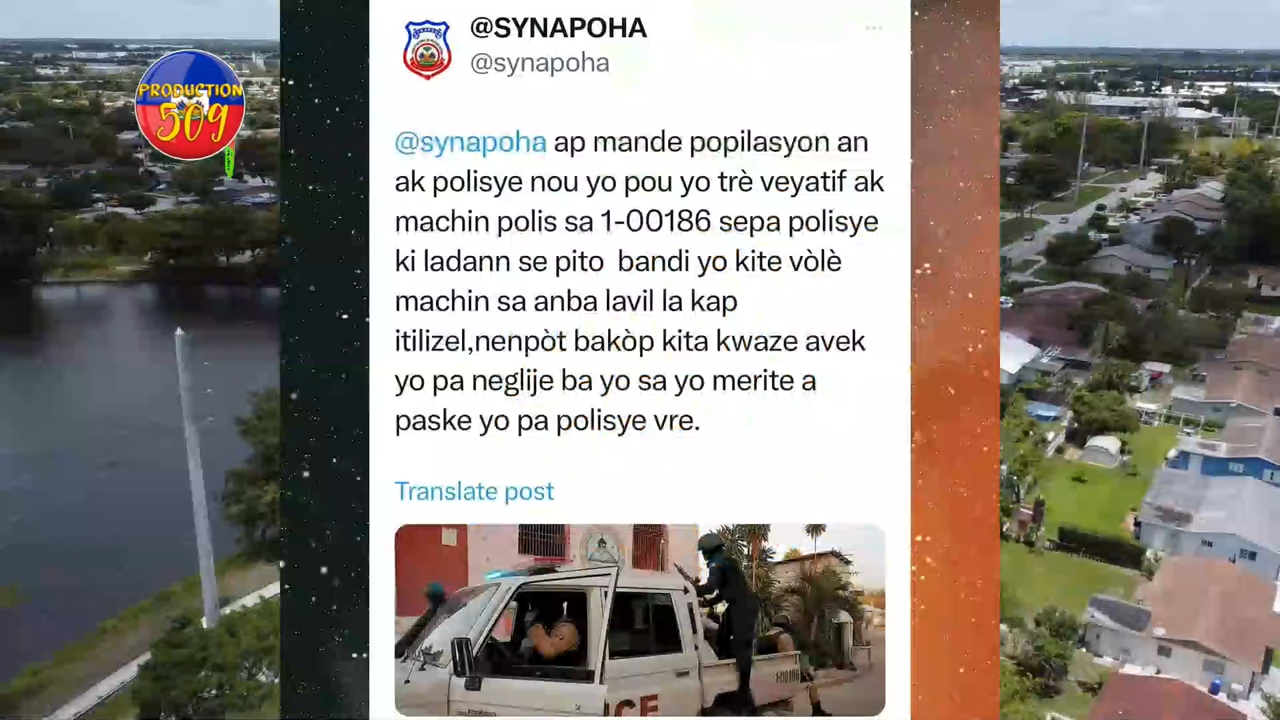 PRODUCTION
509
@SYNAPOHA
@synapoha
@synapoha ap mande popilasyon an
ak polisye nou yo pou yo trè veyatif ak
machin polis sa 1-00186 sepa polisye
ki ladann se pito bandi yo kite vòlè
machin sa anba lavil la kap
itilizel,nenpòt bakòp kita kwaze avek
yo pa neglije ba yo sa yo merite a
paske yo pa polisye vre.
Translate post
CE